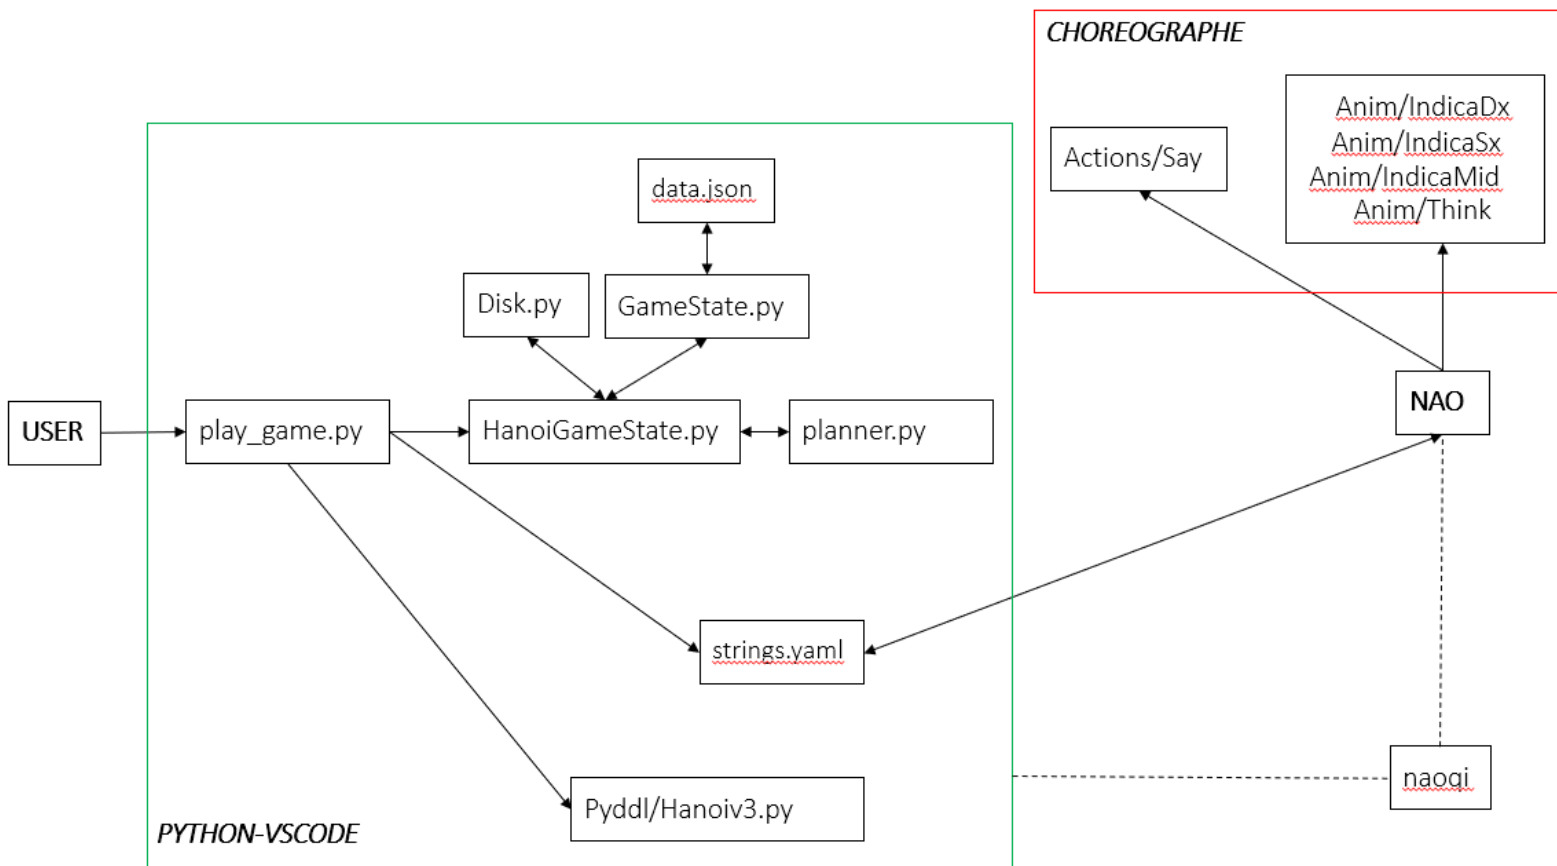 CHOREOGRAPHE
Anim/IndicaDx
Anim/IndicaSx
Anim/IndicaMid
Anim/Think
Actions/Say
data.json
Disk.py
GameState.py
USER
play_game.py
HanoiGameState.py
planner.py
NAO
strings.yaml
naoqi
Pyddl/Hanoiv3.py
PYTHON-VSCODE